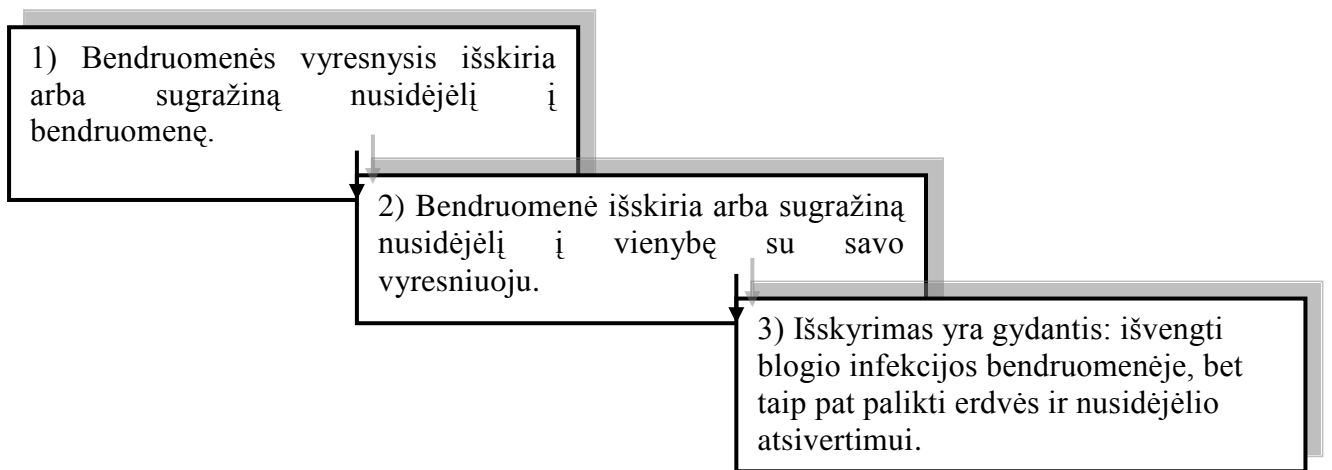 1) Bendruomenės vyresnysis išskiria
arba sugražiną nusidėjėlį į
bendruomenę.
2) Bendruomenė išskiria arba sugražiną
nusidėjėlį į vienybę su savo
vyresniuoju.
3) Išskyrimas yra gydantis: išvengti
blogio infekcijos bendruomenėje, bet
taip pat palikti erdvės ir nusidėjėlio
atsivertimui.